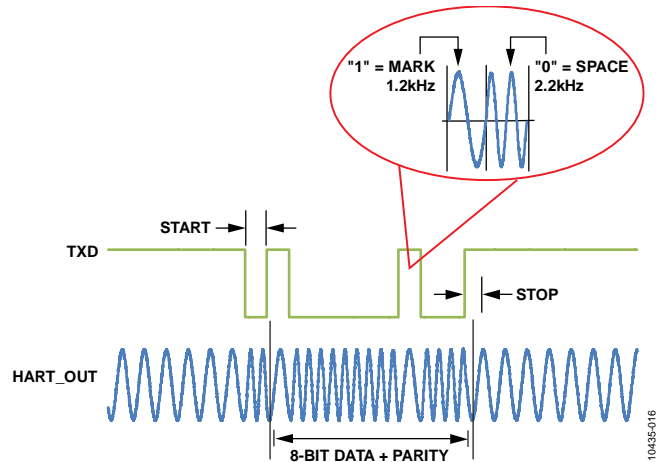 "1" = MARK
1.2kHz
"0" = SPACE
2.2kHz
START
TXD
STOP
HART_OUT
8-BIT DATA + PARITY
10435-016